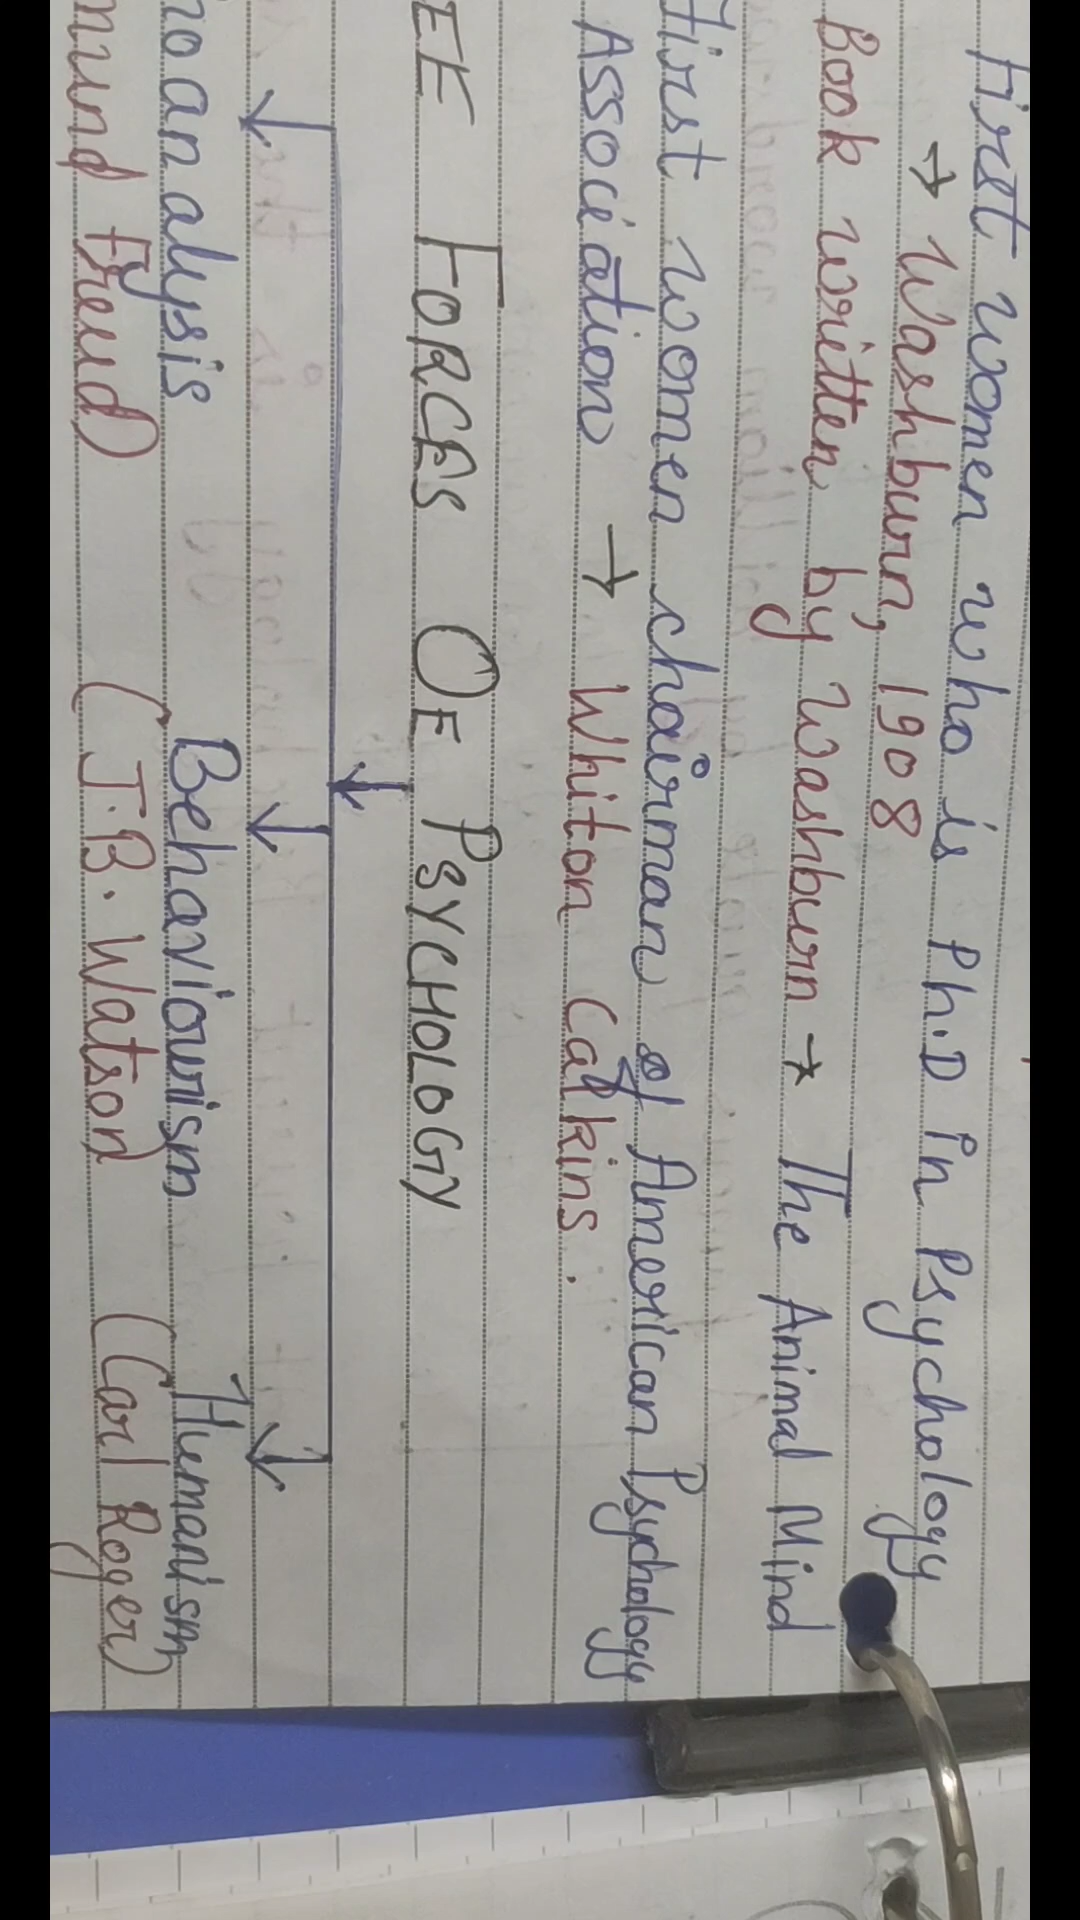 First women who is Ph.D in Psychology
→ Washburn, 1908
Book written by Washburn → The Animal Mind
First women chairman of American Psychology
Association → Whiton Calkins.
EE FORCES OF PSYCHOLOGY
noanalysis Behaviourism Humanism
mund Freud) (J.B. Watson) (Carl Roger)